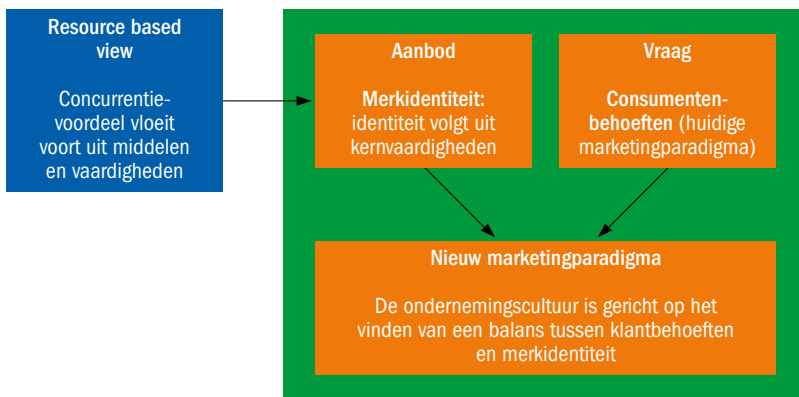 Resource based
view
Concurrentie-
voordeel vloeit
voort uit middelen
en vaardigheden
Aanbod
Merkidentiteit:
identiteit volgt uit
kernvaardigheden
Vraag
Consumenten-
behoeften (huidige
marketingparadigma)
Nieuw marketingparadigma
De ondernemingscultuur is gericht op het
vinden van een balans tussen klantbehoeften
en merkidentiteit